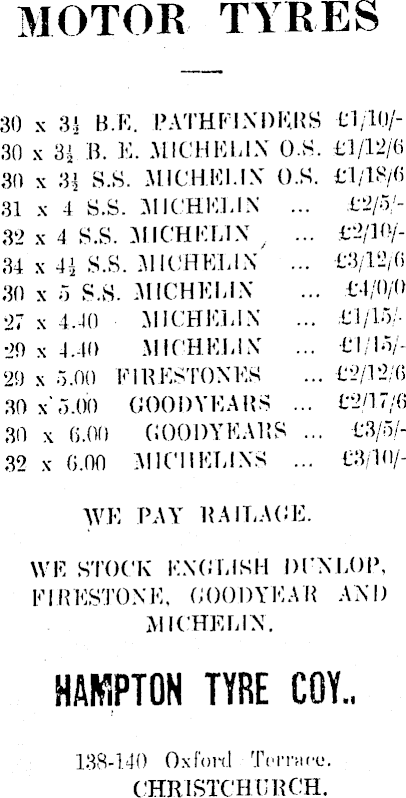 MOTOR TYRES
30 x 3½ B.E. PATHFINDERS £1/10/-
30 x 3½ B. E. MICHELIN O.S. £1/12/6
30 x 3½ S.S. MICHELIN O.S. £1/18/6
31 x 4 S.S. MICHELIN ... £2/5/-
32 x 4 S.S. MICHELIN ... £2/10/-
34 x 4½ S.S. MICHELIN ... £3/12/6
30 x 5 S.S. MICHELIN ... £4/0/0
27 x 4.40 MICHELIN ... £1/15/-
29 x 4.40 MICHELIN ... £1/15/-
29 x 5.00 FIRESTONES ... £2/12/6
30 x 5.00 GOODYEARS ... £2/17/6
30 x 6.00 GOODYEARS ... £3/5/-
32 x 6.00 MICHELINS ... £3/10/-
WE PAY RAILAGE.
WE STOCK ENGLISH DUNLOP,
FIRESTONE, GOODYEAR AND
MICHELIN.
HAMPTON TYRE COY.,
138-140 Oxford Terrace.
CHRISTCHURCH.